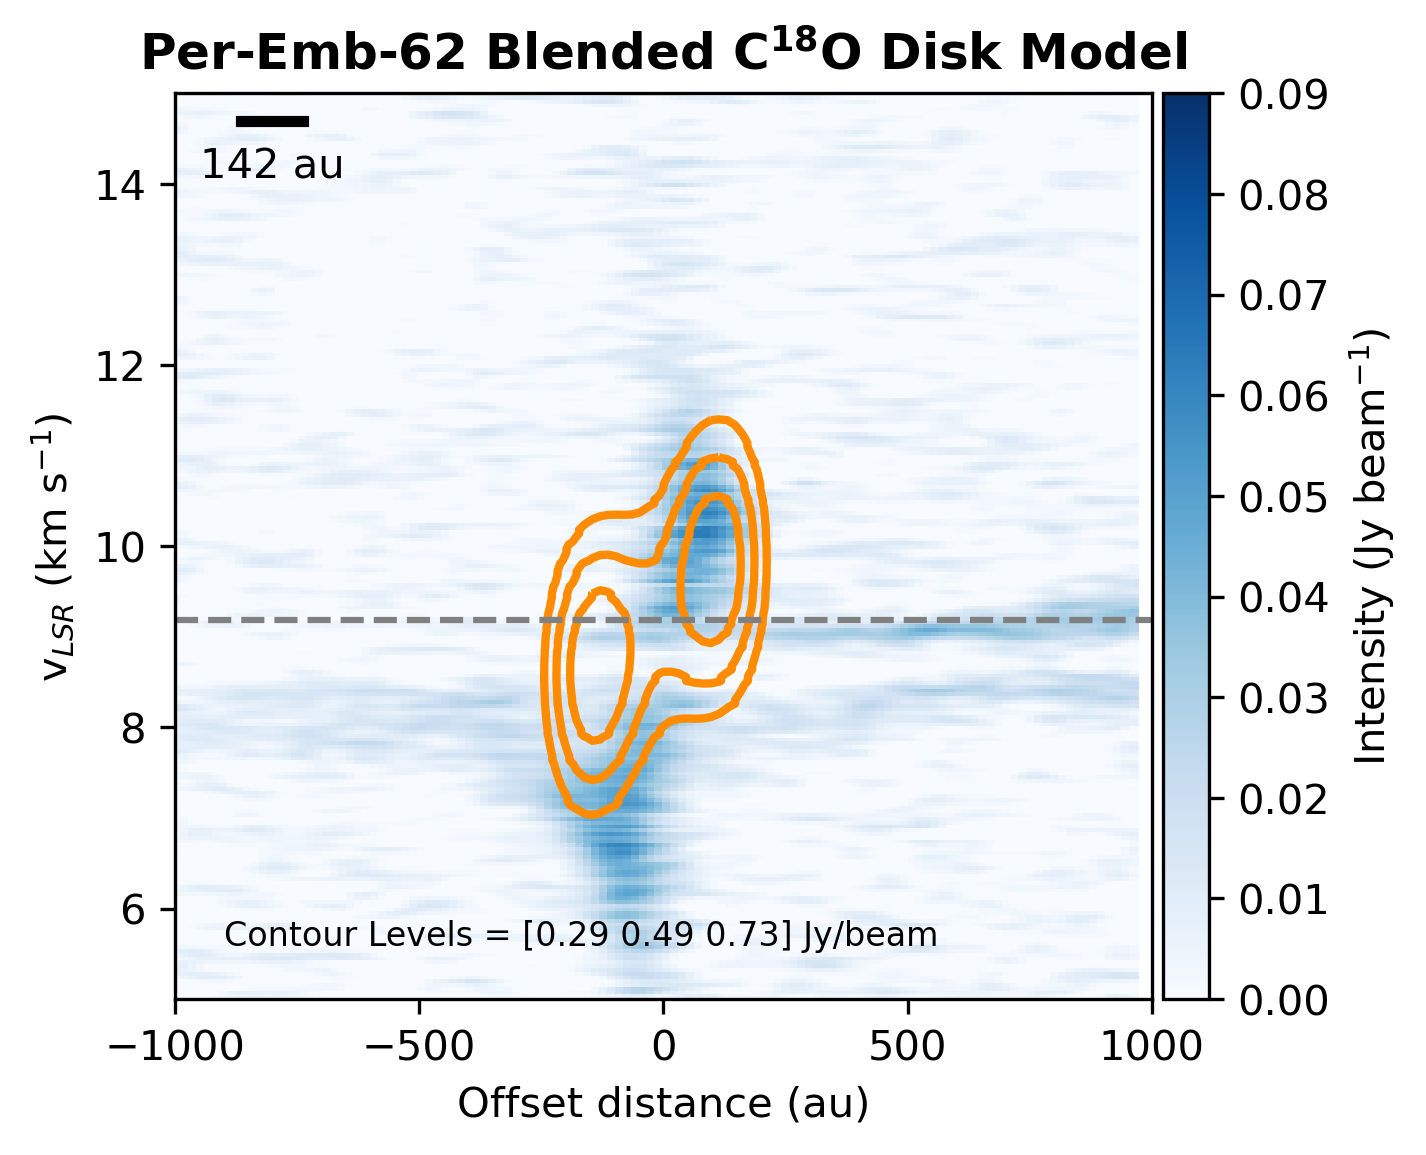 Per-Emb-62 Blended C¹⁸O Disk Model
142 au
14
12
10
8
6
v_LSR (km s⁻¹)
Contour Levels = [0.29 0.49 0.73] Jy/beam
−1000 −500 0 500 1000
Offset distance (au)
0.09
0.08
0.07
0.06
0.05
0.04
0.03
0.02
0.01
0.00
Intensity (Jy beam⁻¹)